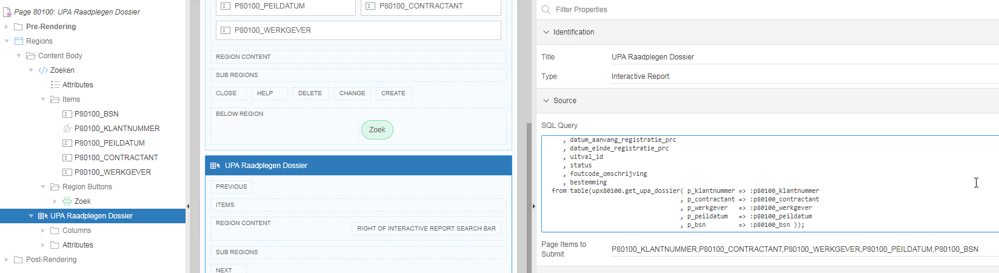 Page 80100: UPA Raadplegen Dossier
Pre-Rendering
Regions
Content Body
Zoeken
Attributes
Items
P80100_BSN
P80100_KLANTNUMMER
P80100_PEILDATUM
P80100_CONTRACTANT
P80100_WERKGEVER
Region Buttons
Zoek
UPA Raadplegen Dossier
Columns
Attributes
Post-Rendering
P80100_PEILDATUM P80100_CONTRACTANT
P80100_WERKGEVER
REGION CONTENT
SUB REGIONS
CLOSE HELP DELETE CHANGE CREATE
BELOW REGION
Zoek
UPA Raadplegen Dossier
PREVIOUS
ITEMS
REGION CONTENT
RIGHT OF INTERACTIVE REPORT SEARCH BAR
SUB REGIONS
NEXT
Filter Properties
Identification
Title UPA Raadplegen Dossier
Type Interactive Report
Source
SQL Query
, datum_aanvang_registratie_prc
, datum_einde_registratie_prc
, uitval_id
, status
, foutcode_omschrijving
, bestemming
from table(upx80100.get_upa_dossier( p_klantnummer => :p80100_klantnummer
, p_contractant => :p80100_contractant
, p_werkgever => :p80100_werkgever
, p_peildatum => :p80100_peildatum
, p_bsn => :p80100_bsn ));
Page Items to
Submit
P80100_KLANTNUMMER,P80100_CONTRACTANT,P80100_WERKGEVER,P80100_PEILDATUM,P80100_BSN